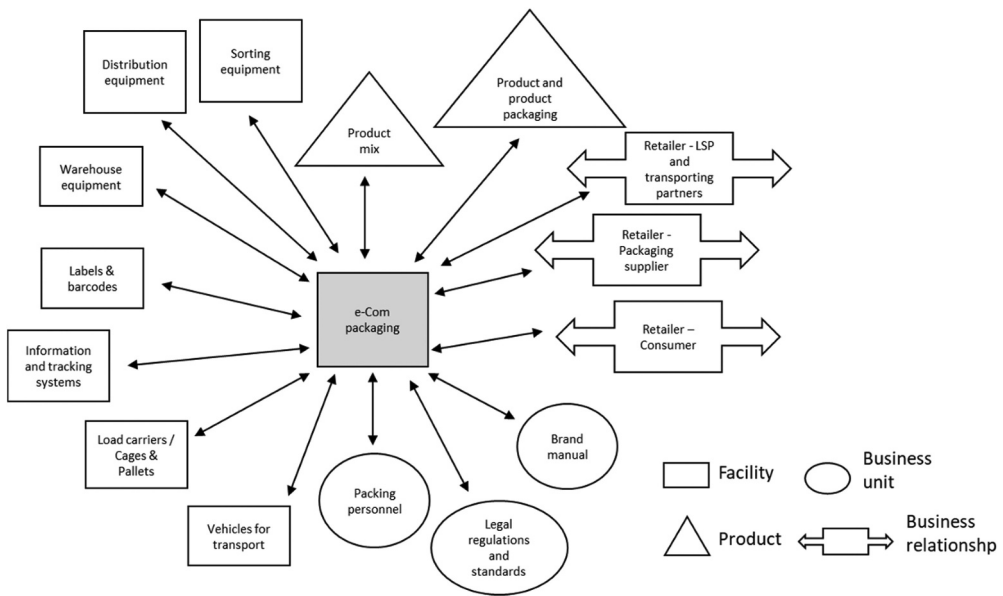 Distribution
equipment
Sorting
equipment
Product
mix
Product and
product
packaging
Retailer - LSP
and
transporting
partners
Warehouse
equipment
Retailer -
Packaging
supplier
Labels &
barcodes
e-Com
packaging
Retailer –
Consumer
Information
and tracking
systems
Load carriers /
Cages &
Pallets
Brand
manual
Packing
personnel
Vehicles for
transport
Legal
regulations
and
standards
Facility
Business
unit
Product
Business
relationshp